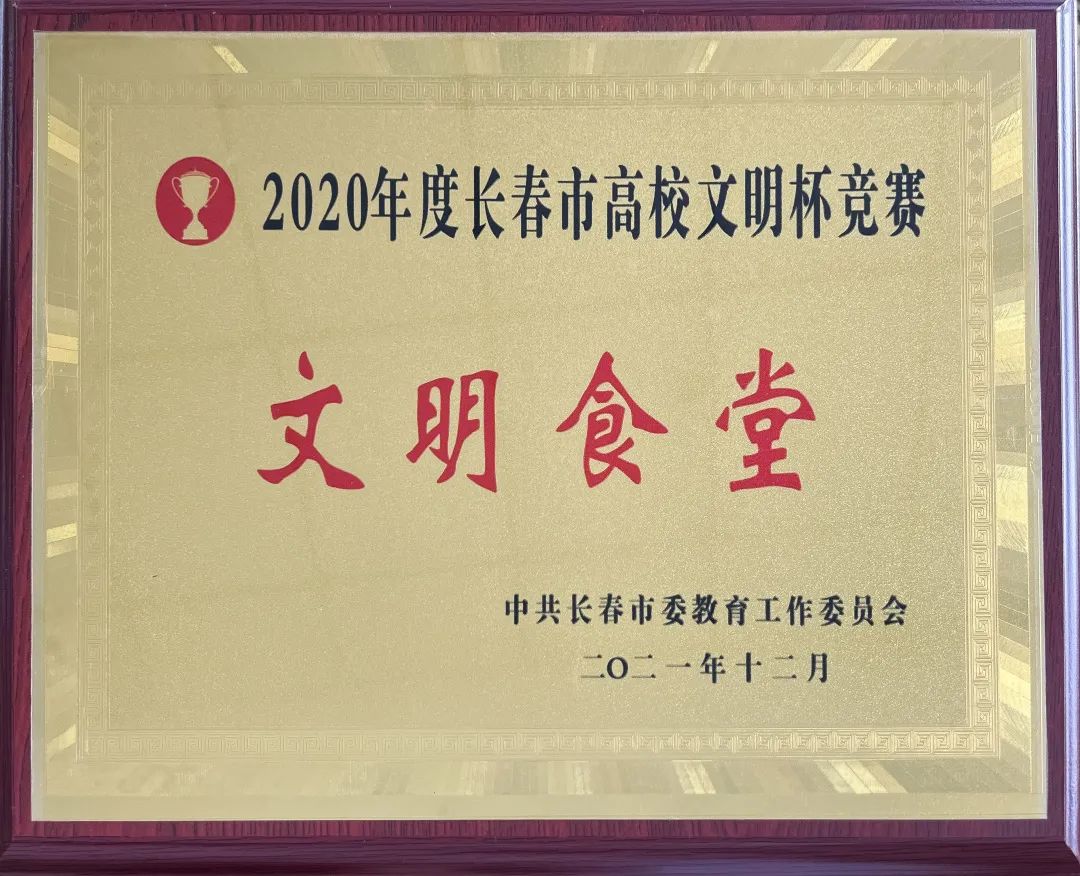 2020年度长春市高校文明杯竞赛
文明食堂
中共长春市委教育工作委员会
二〇二一年十二月